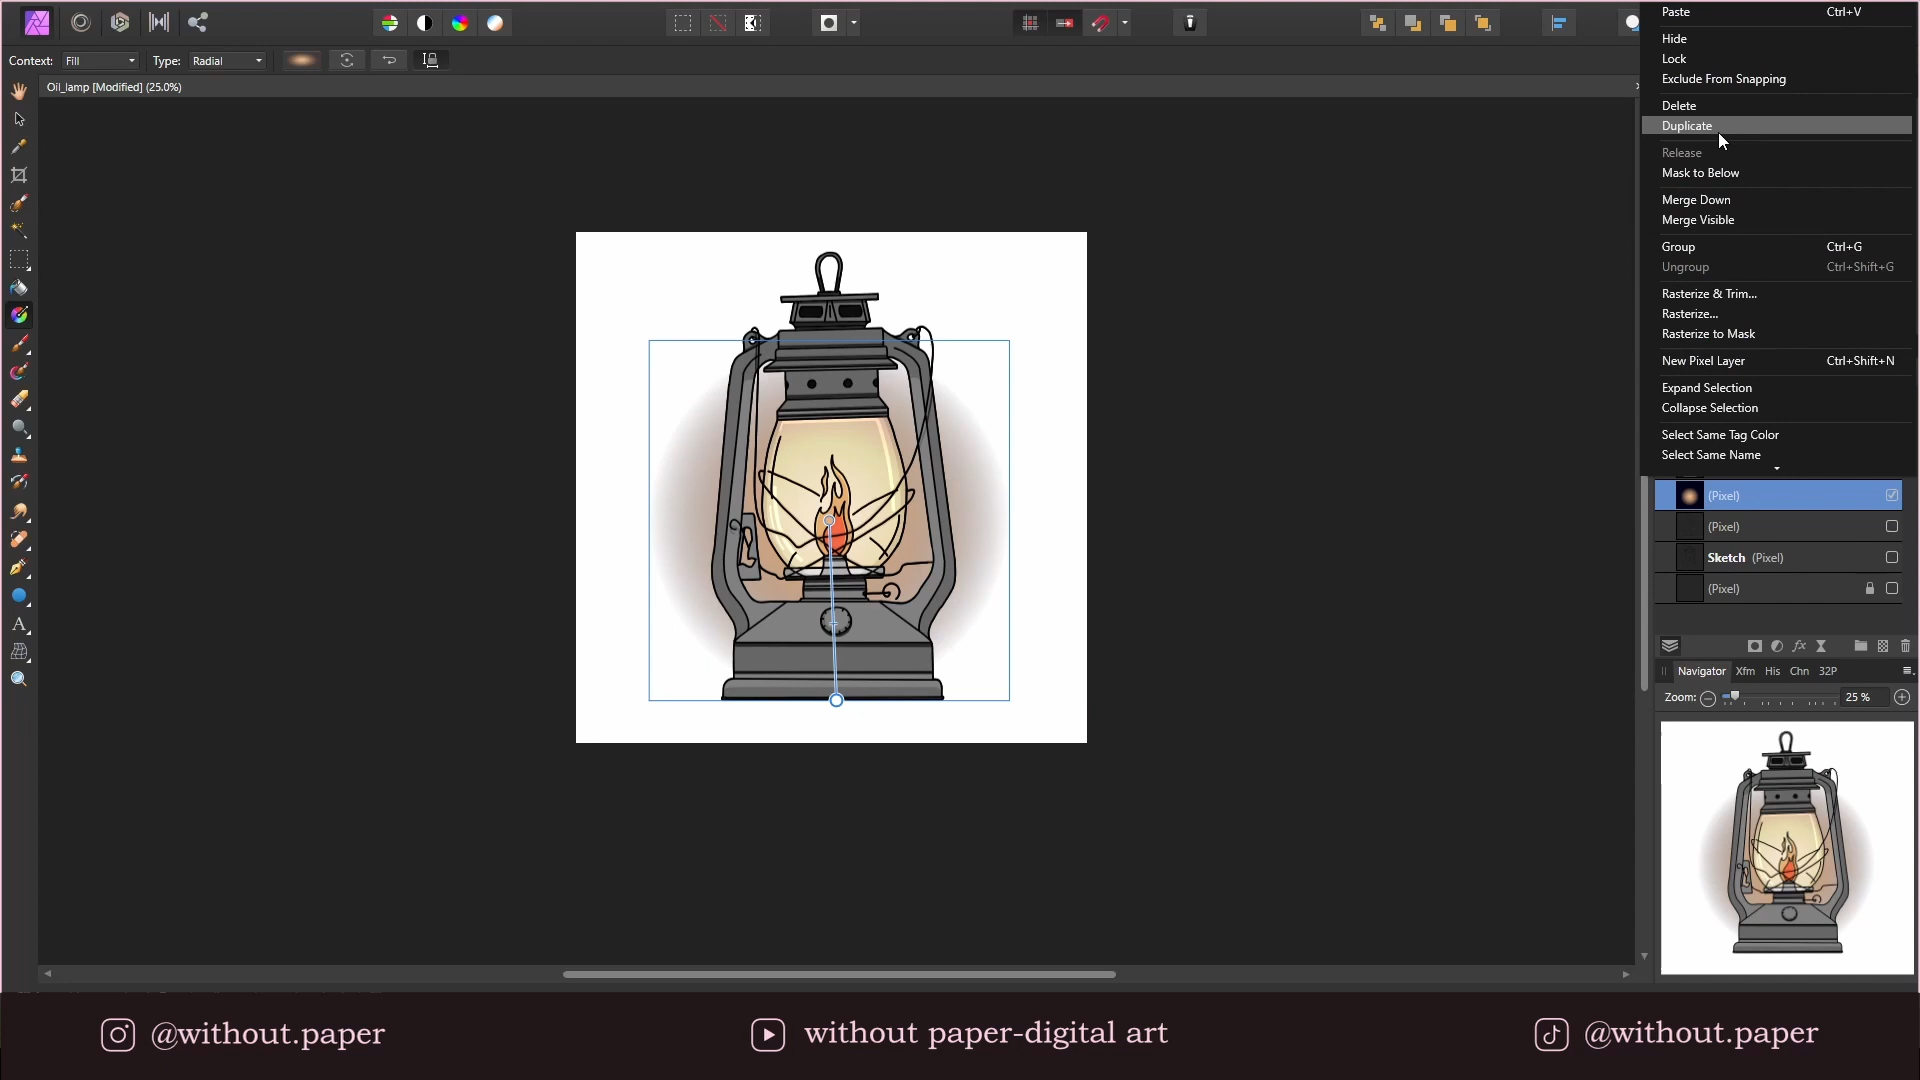 Context: Fill Type: Radial
Oil_lamp [Modified] (25.0%)
Paste Ctrl+V
Hide
Lock
Exclude From Snapping
Delete
Duplicate
Release
Mask to Below
Merge Down
Merge Visible
Group Ctrl+G
Ungroup Ctrl+Shift+G
Rasterize & Trim...
Rasterize...
Rasterize to Mask
New Pixel Layer Ctrl+Shift+N
Expand Selection
Collapse Selection
Select Same Tag Color
Select Same Name
(Pixel)
(Pixel)
Sketch (Pixel)
(Pixel)
Navigator Xfm His Chn 32P
Zoom: 25 %
@without.paper
without paper-digital art
@without.paper